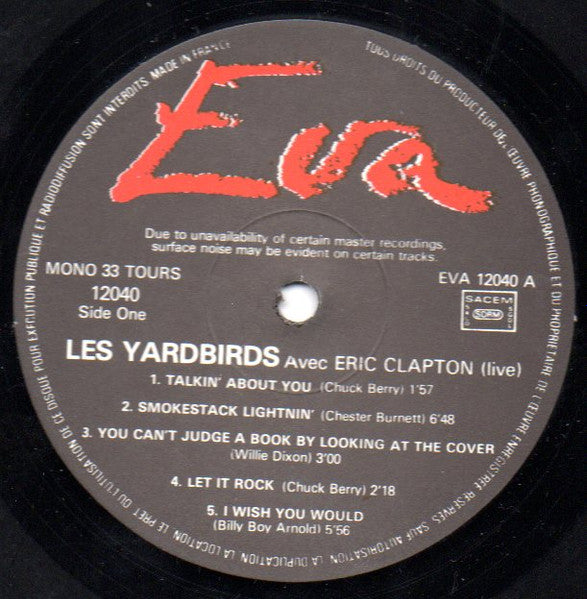 Eva
TOUS DROITS DU PRODUCTEUR DE L'ŒUVRE PHONOGRAPHIQUE ET DU PROPRIETAIRE DE L'ŒUVRE ENREGISTREE RESERVES. SAUF AUTORISATION LA DUPLICATION, LA LOCATION, LE PRET OU L'UTILISATION DE CE DISQUE POUR EXECUTION PUBLIQUE ET RADIODIFFUSION SONT INTERDITS. MADE IN FRANCE
Due to unavailability of certain master recordings,
surface noise may be evident on certain tracks.
MONO 33 TOURS
12040
Side One
EVA 12040 A
SACEM
SDRM
LES YARDBIRDS Avec ERIC CLAPTON (live)
1. TALKIN' ABOUT YOU (Chuck Berry) 1'57
2. SMOKESTACK LIGHTNIN' (Chester Burnett) 6'48
3. YOU CAN'T JUDGE A BOOK BY LOOKING AT THE COVER
(Willie Dixon) 3'00
4. LET IT ROCK (Chuck Berry) 2'18
5. I WISH YOU WOULD
(Billy Boy Arnold) 5'56